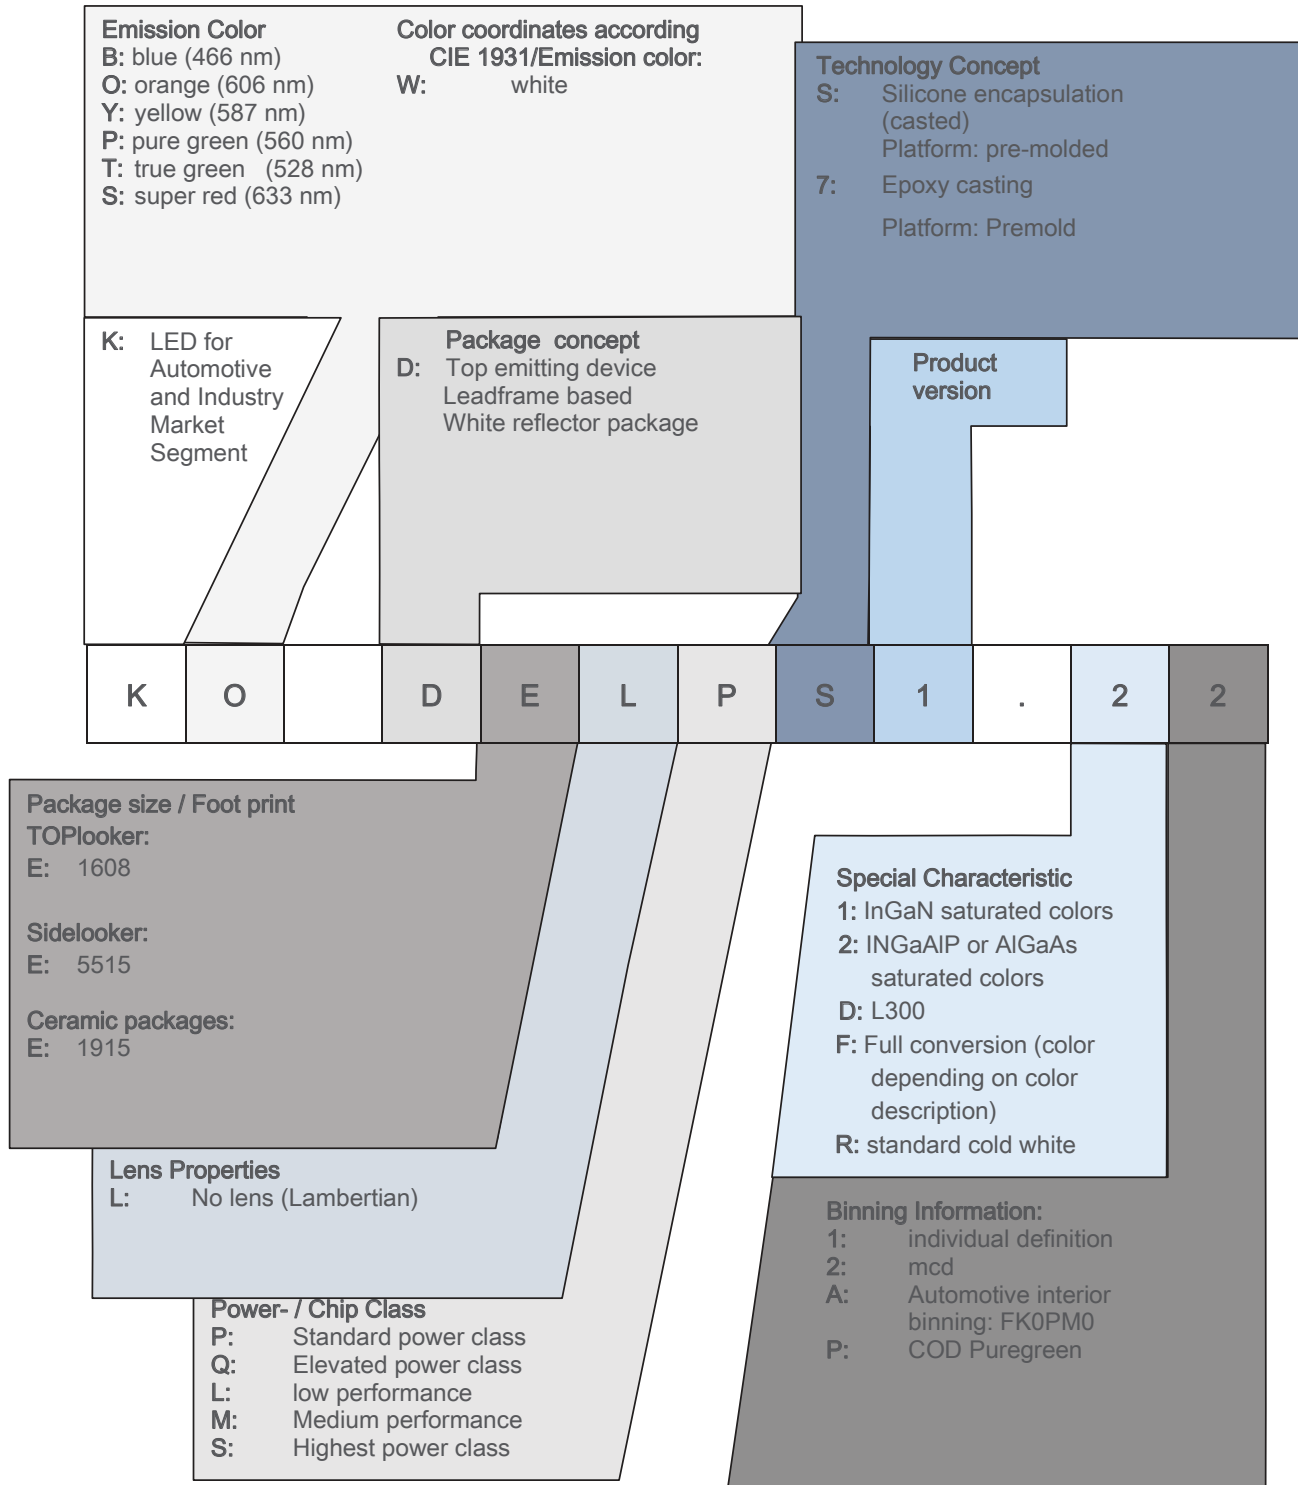 Emission Color
B: blue (466 nm)
O: orange (606 nm)
Y: yellow (587 nm)
P: pure green (560 nm)
T: true green (528 nm)
S: super red (633 nm)
Color coordinates according
CIE 1931/Emission color:
W: white
Technology Concept
S: Silicone encapsulation
(casted)
Platform: pre-molded
7: Epoxy casting
Platform: Premold
K: LED for
Automotive
and Industry
Market
Segment
Package concept
D: Top emitting device
Leadframe based
White reflector package
Product
version
K O D E L P S 1 . 2 2
Package size / Foot print
TOPlooker:
E: 1608
Sidelooker:
E: 5515
Ceramic packages:
E: 1915
Lens Properties
L: No lens (Lambertian)
Power- / Chip Class
P: Standard power class
Q: Elevated power class
L: low performance
M: Medium performance
S: Highest power class
Special Characteristic
1: InGaN saturated colors
2: INGaAlP or AlGaAs
saturated colors
D: L300
F: Full conversion (color
depending on color
description)
R: standard cold white
Binning Information:
1: individual definition
2: mcd
A: Automotive interior
binning: FK0PM0
P: COD Puregreen